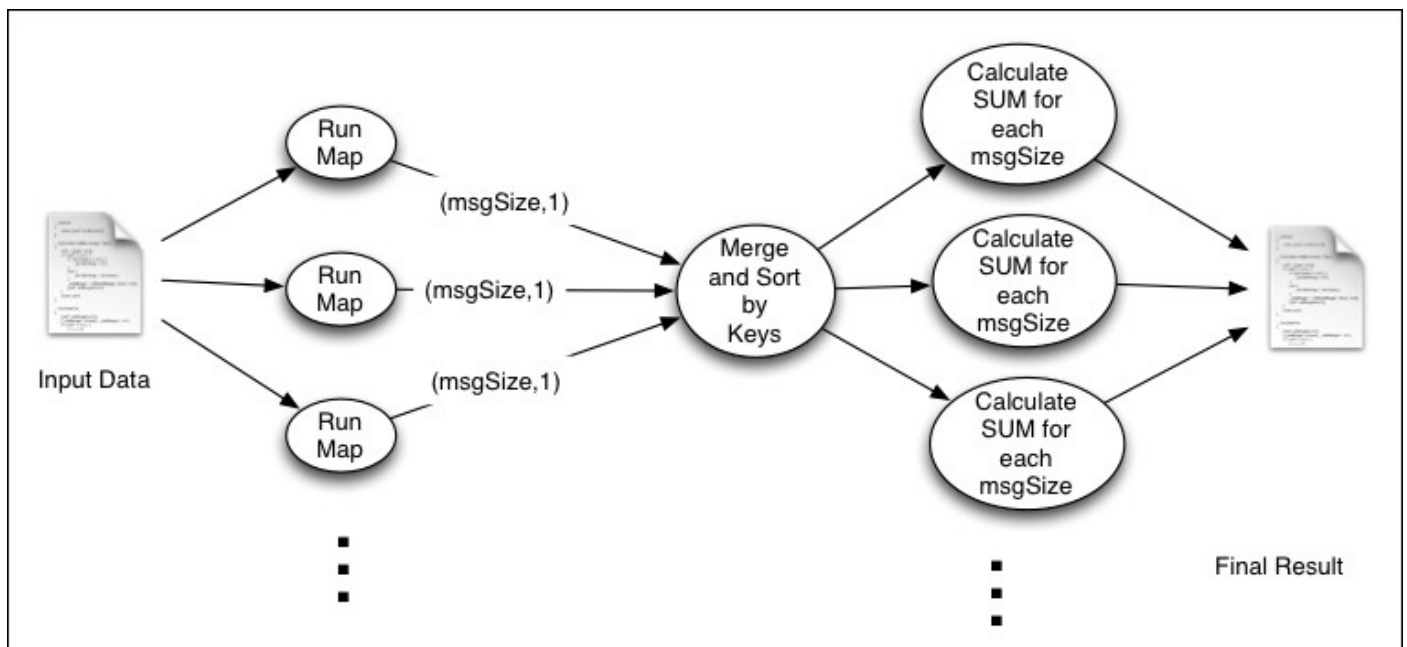 Input Data
Run
Map
Run
Map
Run
Map
(msgSize,1)
(msgSize,1)
(msgSize,1)
Merge
and Sort
by
Keys
Calculate
SUM for
each
msgSize
Calculate
SUM for
each
msgSize
Calculate
SUM for
each
msgSize
Final Result